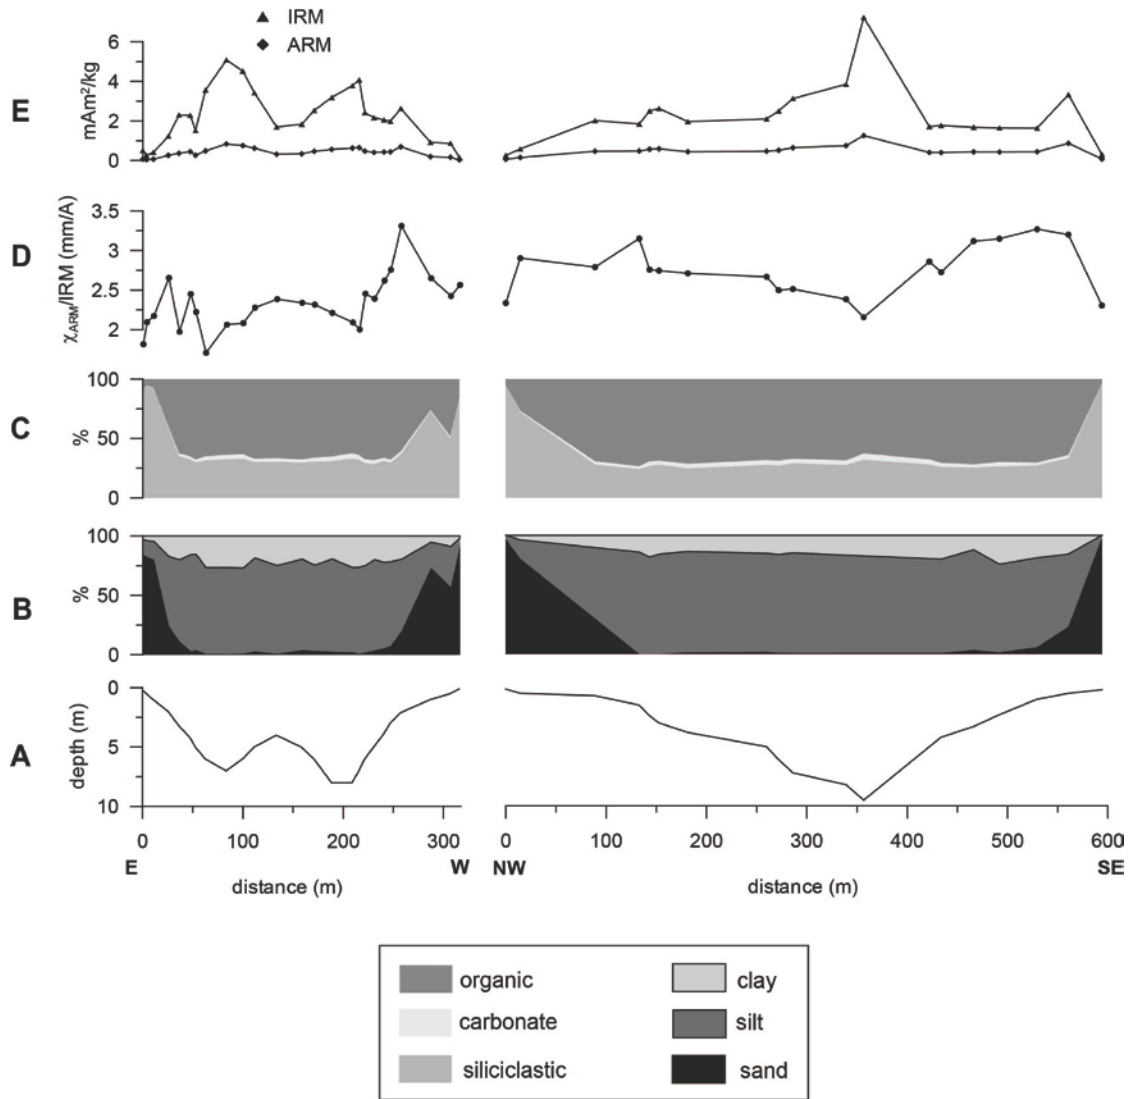 ▲ IRM
◆ ARM
E
mAm²/kg
6
4
2
0
D
χARM/IRM (mm/A)
3.5
3
2.5
2
C
%
100
50
0
B
%
100
50
0
A
depth (m)
0
5
10
0 100 200 300
0 100 200 300 400 500 600
E W NW SE
distance (m) distance (m)
organic clay
carbonate silt
siliciclastic sand